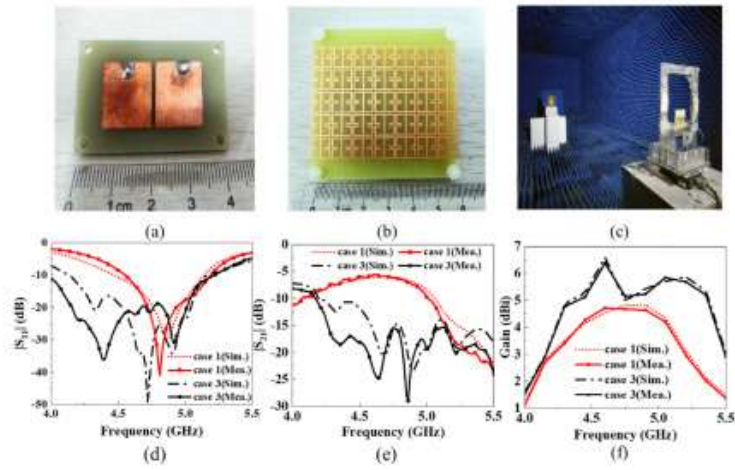 0 1cm 2 3 4
(a)
(b)
(c)
0
-10
-20
-30
-40
-50
|S11| (dB)
4.0 4.5 5.0 5.5
Frequency (GHz)
case 1(Sim.)
case 1(Mea.)
case 3(Sim.)
case 3(Mea.)
(d)
0
-5
-10
-15
-20
-25
-30
|S21| (dB)
4.0 4.5 5.0 5.5
Frequency (GHz)
case 1(Sim.) case 1(Mea.)
case 3(Sim.) case 3(Mea.)
(e)
7
6
5
4
3
2
1
Gain (dBi)
4.0 4.5 5.0 5.5
Frequency (GHz)
case 1(Sim.)
case 1(Mea.)
case 3(Sim.)
case 3(Mea.)
(f)